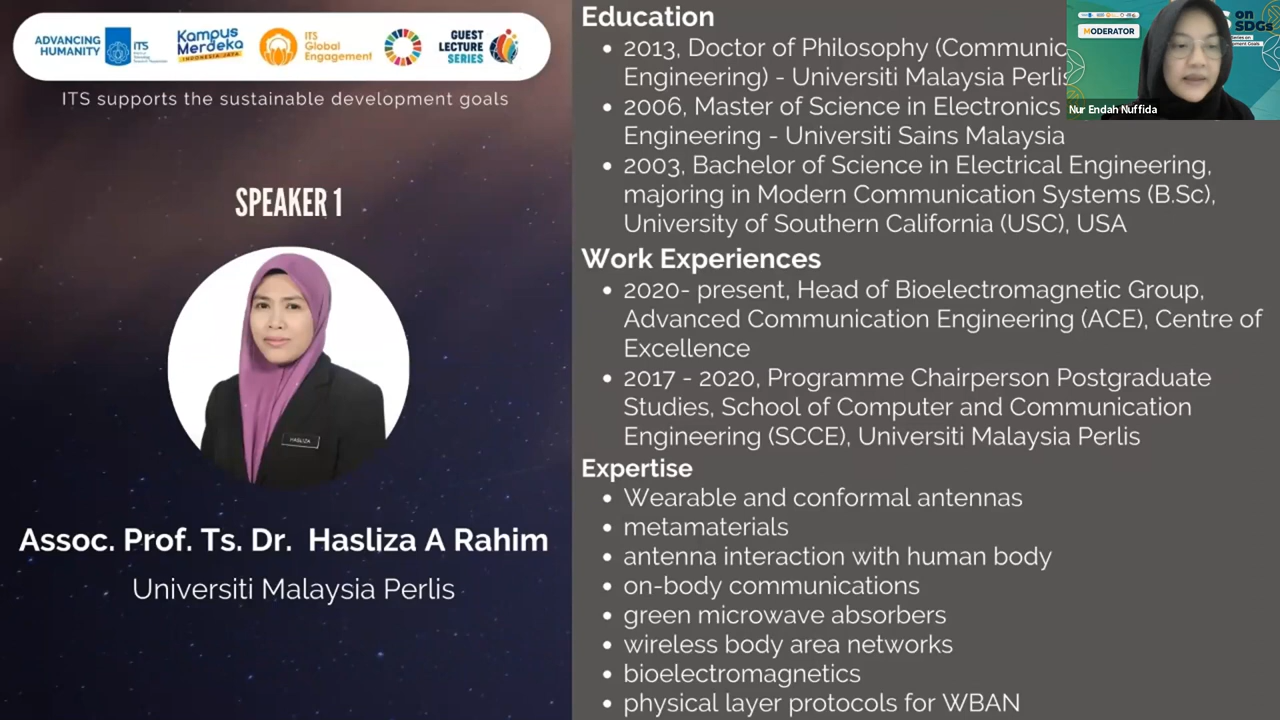 ADVANCING
HUMANITY
ITS
Kampus
Merdeka
INDONESIA JAYA
ITS
Global
Engagement
GUEST
LECTURE
SERIES
ITS supports the sustainable development goals
SPEAKER 1
HASLIZA
Assoc. Prof. Ts. Dr. Hasliza A Rahim
Universiti Malaysia Perlis
Education
• 2013, Doctor of Philosophy (Communic
Engineering) - Universiti Malaysia Perlis
• 2006, Master of Science in Electronics
Engineering - Universiti Sains Malaysia
• 2003, Bachelor of Science in Electrical Engineering,
majoring in Modern Communication Systems (B.Sc),
University of Southern California (USC), USA
Work Experiences
• 2020- present, Head of Bioelectromagnetic Group,
Advanced Communication Engineering (ACE), Centre of
Excellence
• 2017 - 2020, Programme Chairperson Postgraduate
Studies, School of Computer and Communication
Engineering (SCCE), Universiti Malaysia Perlis
Expertise
• Wearable and conformal antennas
• metamaterials
• antenna interaction with human body
• on-body communications
• green microwave absorbers
• wireless body area networks
• bioelectromagnetics
• physical layer protocols for WBAN
MODERATOR
on
SDGs
Nur Endah Nuffida